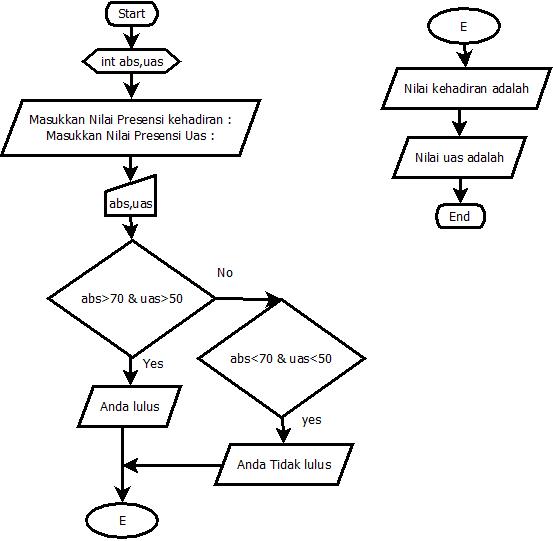 Start
int abs,uas
Masukkan Nilai Presensi kehadiran :
Masukkan Nilai Presensi Uas :
abs,uas
abs>70 & uas>50
No
Yes
abs<70 & uas<50
yes
Anda lulus
Anda Tidak lulus
E
E
Nilai kehadiran adalah
Nilai uas adalah
End